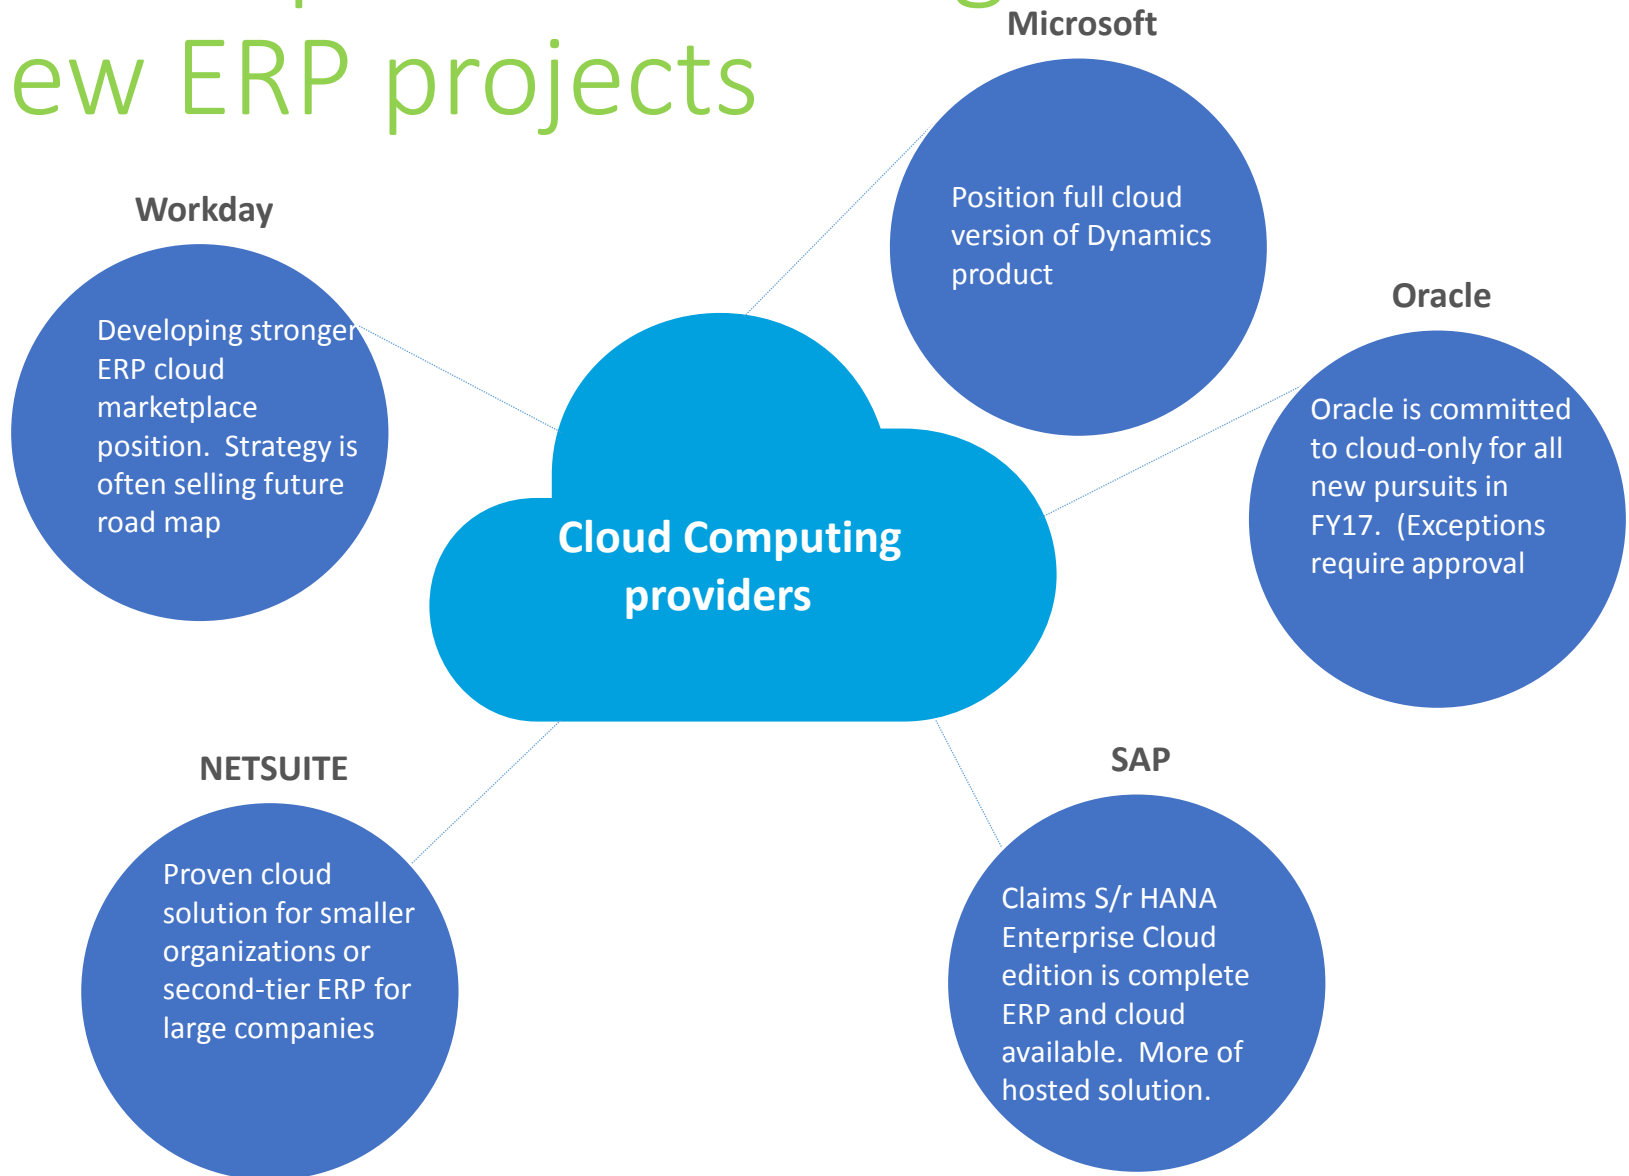 ew ERP projects
Microsoft
Position full cloud
version of Dynamics
product
Workday
Developing stronger
ERP cloud
marketplace
position.  Strategy is
often selling future
road map
Oracle
Oracle is committed
to cloud-only for all
new pursuits in
FY17.  (Exceptions
require approval
Cloud Computing
providers
NETSUITE
Proven cloud
solution for smaller
organizations or
second-tier ERP for
large companies
SAP
Claims S/r HANA
Enterprise Cloud
edition is complete
ERP and cloud
available.  More of
hosted solution.